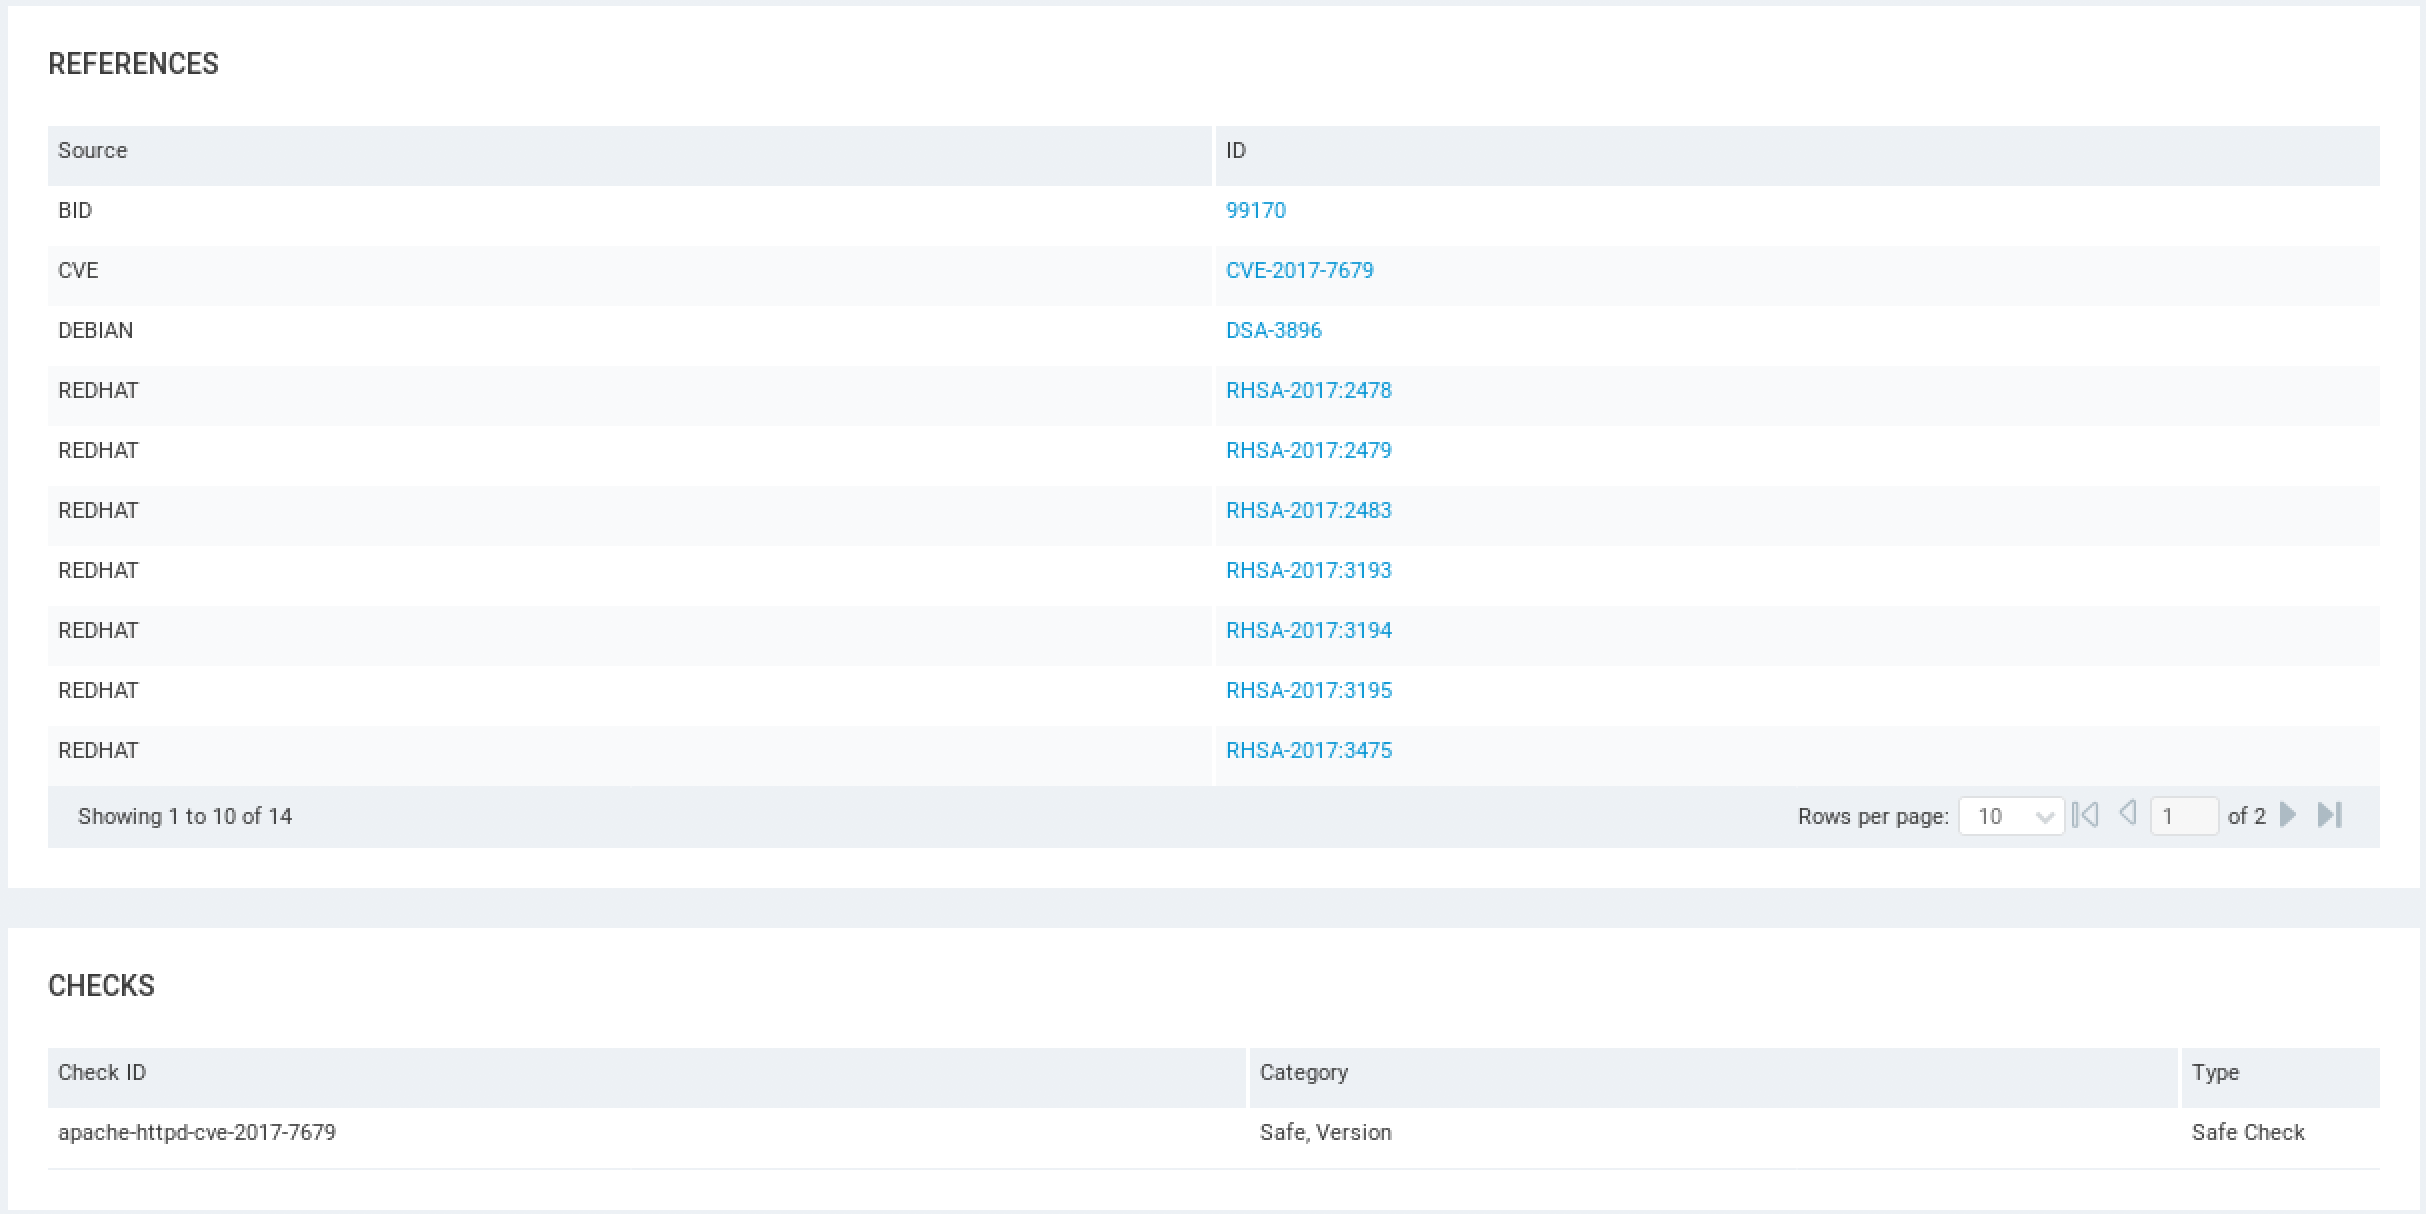 REFERENCES
Source ID
BID 99170
CVE CVE-2017-7679
DEBIAN DSA-3896
REDHAT RHSA-2017:2478
REDHAT RHSA-2017:2479
REDHAT RHSA-2017:2483
REDHAT RHSA-2017:3193
REDHAT RHSA-2017:3194
REDHAT RHSA-2017:3195
REDHAT RHSA-2017:3475
Showing 1 to 10 of 14 Rows per page: 10 1 of 2
CHECKS
Check ID Category Type
apache-httpd-cve-2017-7679 Safe, Version Safe Check